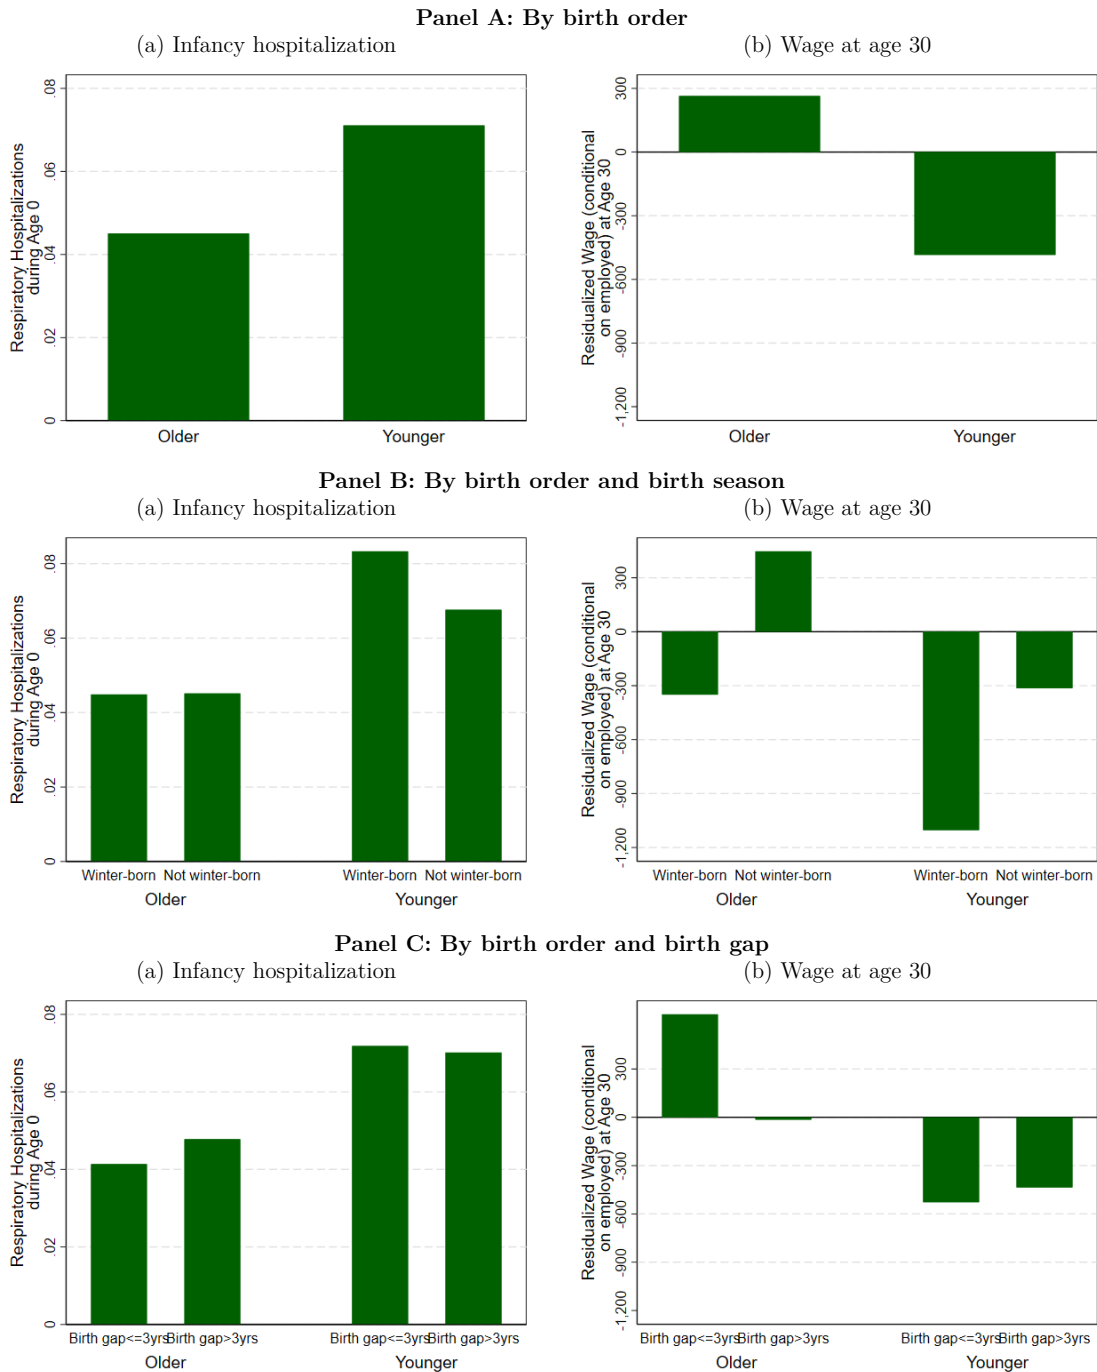 Panel A: By birth order
(a) Infancy hospitalization
Respiratory Hospitalizations
during Age 0
.08
.06
.04
.02
0
Older
Younger
(b) Wage at age 30
Residualized Wage (conditional
on employed) at Age 30
300
0
-300
-600
-900
-1,200
Older
Younger
Panel B: By birth order and birth season
(a) Infancy hospitalization
Respiratory Hospitalizations
during Age 0
.08
.06
.04
.02
0
Winter-born Not winter-born Winter-born Not winter-born
Older
Younger
(b) Wage at age 30
Residualized Wage (conditional
on employed) at Age 30
300
0
-300
-600
-900
-1,200
Winter-born Not winter-born Winter-born Not winter-born
Older
Younger
Panel C: By birth order and birth gap
(a) Infancy hospitalization
Respiratory Hospitalizations
during Age 0
.08
.06
.04
.02
0
Birth gap<=3yrs Birth gap>3yrs Birth gap<=3yrs Birth gap>3yrs
Older
Younger
(b) Wage at age 30
Residualized Wage (conditional
on employed) at Age 30
300
0
-300
-600
-900
-1,200
Birth gap<=3yrs Birth gap>3yrs Birth gap<=3yrs Birth gap>3yrs
Older
Younger